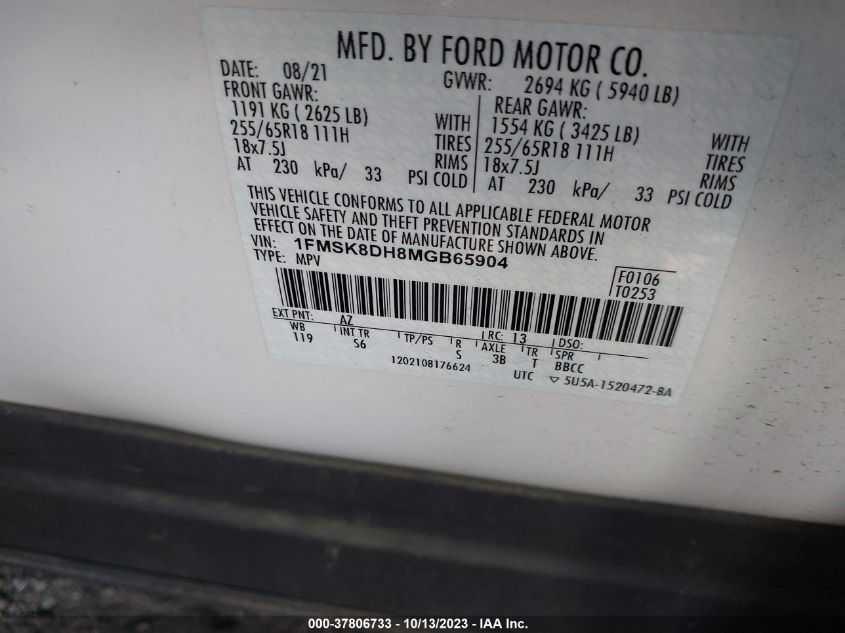 MFD. BY FORD MOTOR CO.
DATE: 08/21 GVWR: 2694 KG ( 5940 LB)
FRONT GAWR: REAR GAWR:
1191 KG ( 2625 LB) WITH 1554 KG ( 3425 LB) WITH
255/65R18 111H TIRES 255/65R18 111H TIRES
18x7.5J RIMS 18x7.5J RIMS
AT 230 kPa/ 33 PSI COLD AT 230 kPa/ 33 PSI COLD
THIS VEHICLE CONFORMS TO ALL APPLICABLE FEDERAL MOTOR
VEHICLE SAFETY AND THEFT PREVENTION STANDARDS IN
EFFECT ON THE DATE OF MANUFACTURE SHOWN ABOVE.
VIN: 1FMSK8DH8MGB65904
TYPE: MPV F0106
T0253
EXT PNT: AZ RC: 13 DSO:
WB INT TR TP/PS R AXLE TR SPR
119 S6 S 3B T BBCC
1202108176624 UTC ▽ 5U5A-1520472-BA
000-37806733 - 10/13/2023 - IAA Inc.